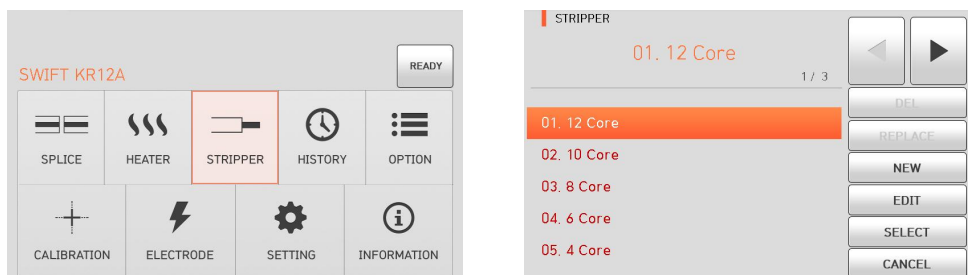 SWIFT KR12A
READY
SPLICE
HEATER
STRIPPER
HISTORY
OPTION
CALIBRATION
ELECTRODE
SETTING
INFORMATION
STRIPPER
01. 12 Core
1 / 3
01. 12 Core
02. 10 Core
03. 8 Core
04. 6 Core
05. 4 Core
DEL
REPLACE
NEW
EDIT
SELECT
CANCEL